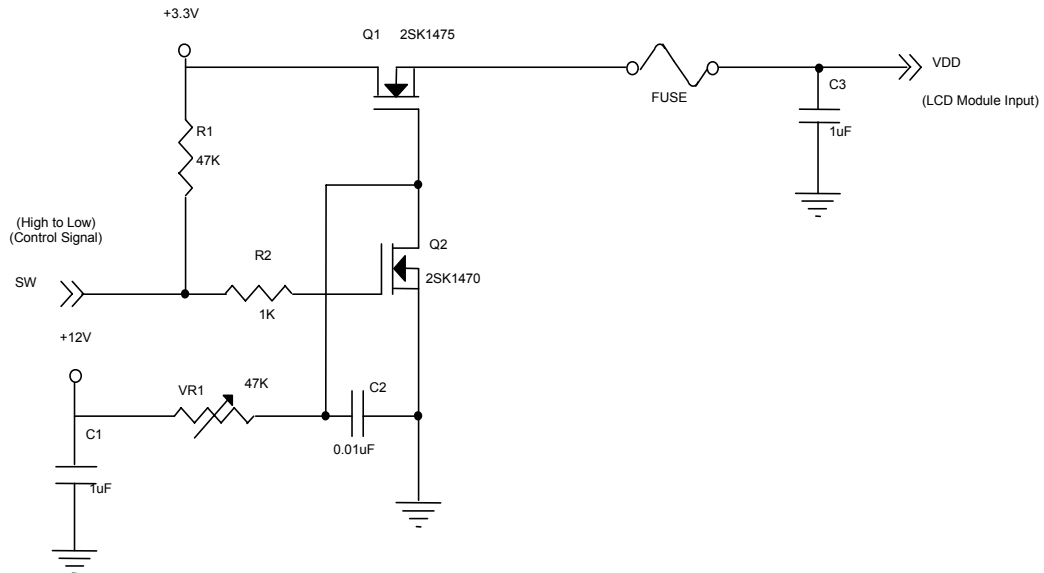 +3.3V
Q1 2SK1475
VDD
C3
FUSE
(LCD Module Input)
R1
1uF
47K
(High to Low)
(Control Signal)
Q2
R2
SW
2SK1470
1K
+12V
47K
VR1
C2
C1
0.01uF
1uF